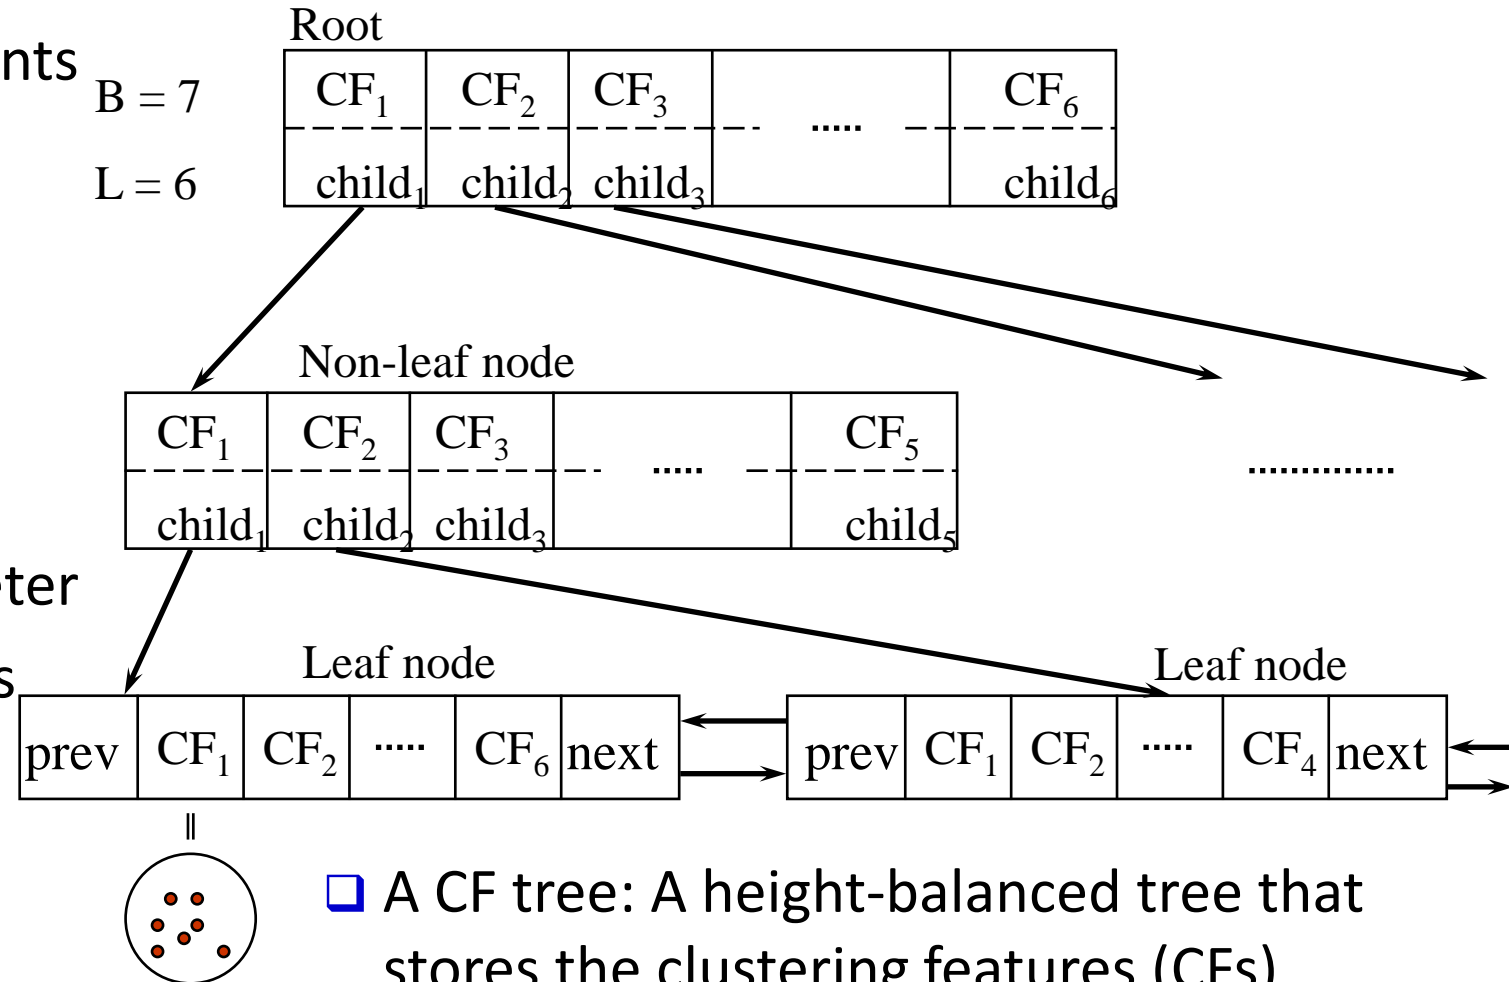 Root
nts
B = 7
CF₁ CF₂ CF₃ ..... CF₆
L = 6
child₁ child₂ child₃ child₆
Non-leaf node
CF₁ CF₂ CF₃ ..... CF₅
..............
child₁ child₂ child₃ child₅
eter
Leaf node Leaf node
s
prev CF₁ CF₂ ..... CF₆ next prev CF₁ CF₂ ..... CF₄ next
A CF tree: A height-balanced tree that
stores the clustering features (CFs)